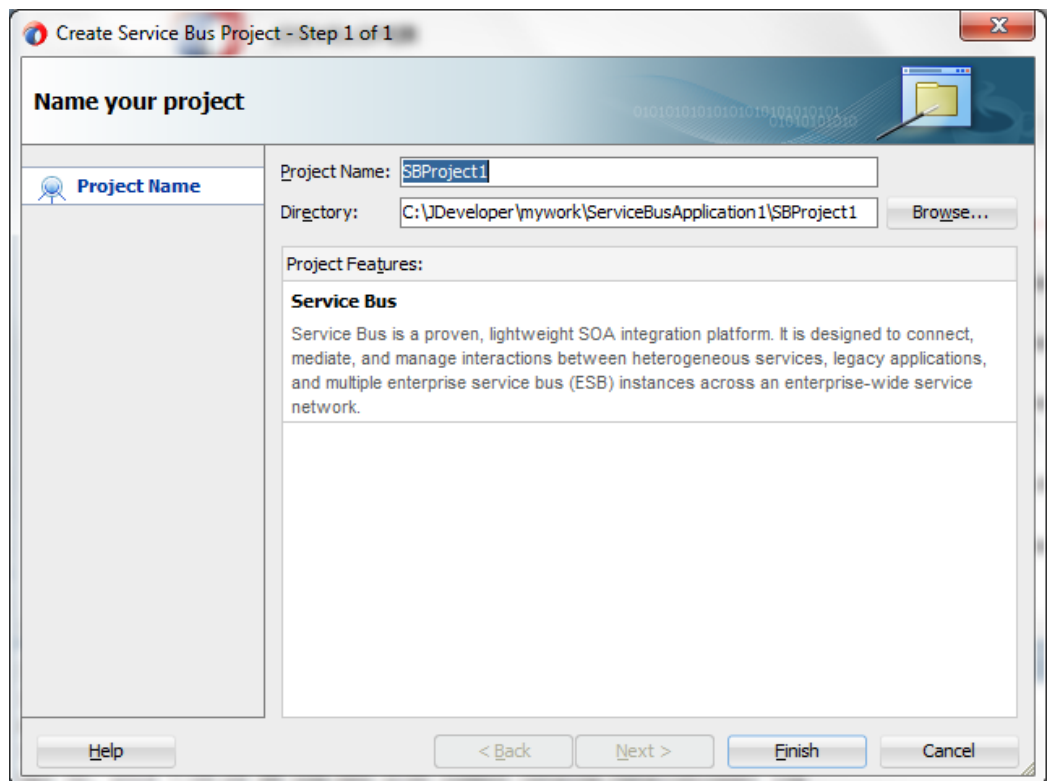 Create Service Bus Project - Step 1 of 1
Name your project
0101010101010101010101010101
01010101010
Project Name
Project Name: SBProject1
Directory: C:\JDeveloper\mywork\ServiceBusApplication1\SBProject1 Browse...
Project Features:
Service Bus
Service Bus is a proven, lightweight SOA integration platform. It is designed to connect,
mediate, and manage interactions between heterogeneous services, legacy applications,
and multiple enterprise service bus (ESB) instances across an enterprise-wide service
network.
Help < Back Next > Finish Cancel